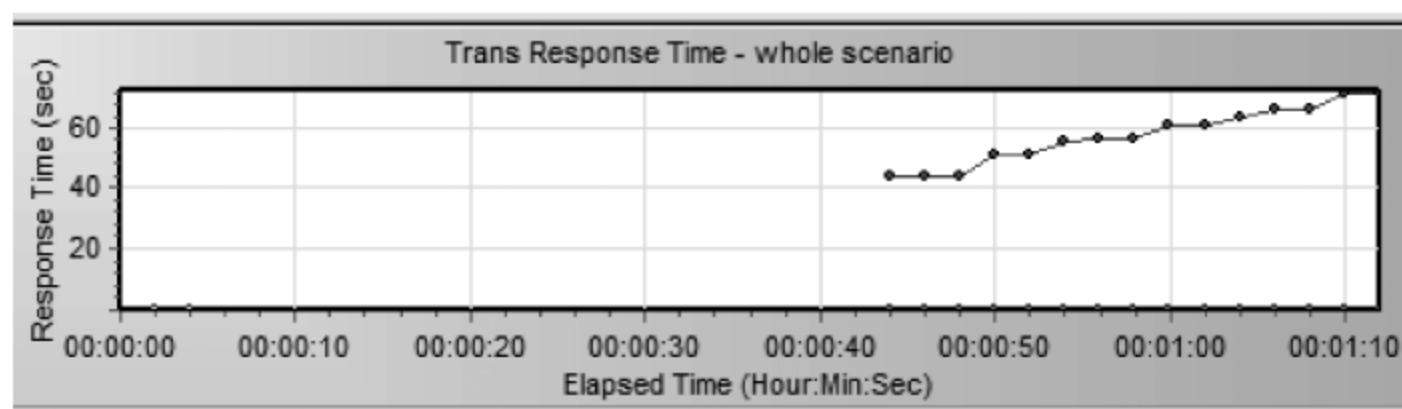 Trans Response Time - whole scenario
Response Time (sec)
60
40
20
00:00:00 00:00:10 00:00:20 00:00:30 00:00:40 00:00:50 00:01:00 00:01:10
Elapsed Time (Hour:Min:Sec)